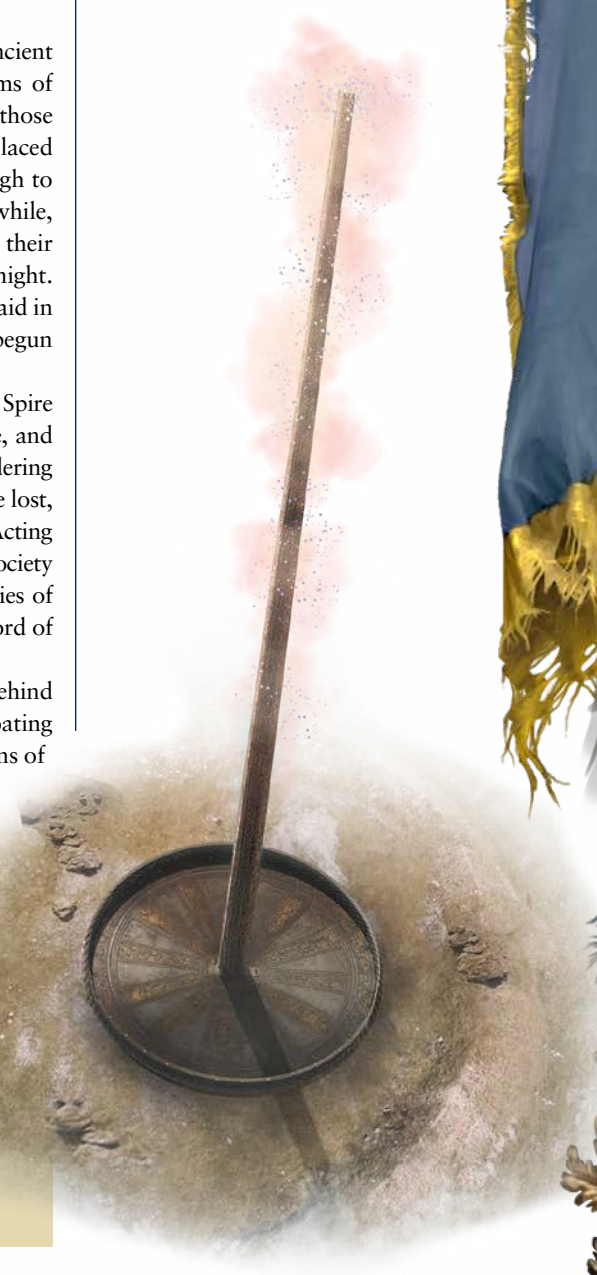 ncient
ms of
those
laced
gh to
while,
their
night.
aid in
begun
Spire
, and
ering
e lost,
Acting
ociety
ies of
ord of
ehind
pating
ns of